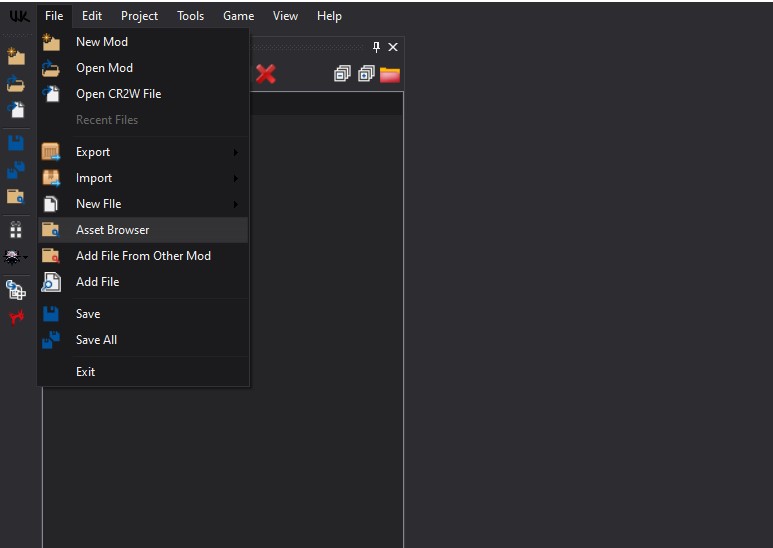 File Edit Project Tools Game View Help
New Mod
Open Mod
Open CR2W File
Recent Files
Export
Import
New FIle
Asset Browser
Add File From Other Mod
Add File
Save
Save All
Exit